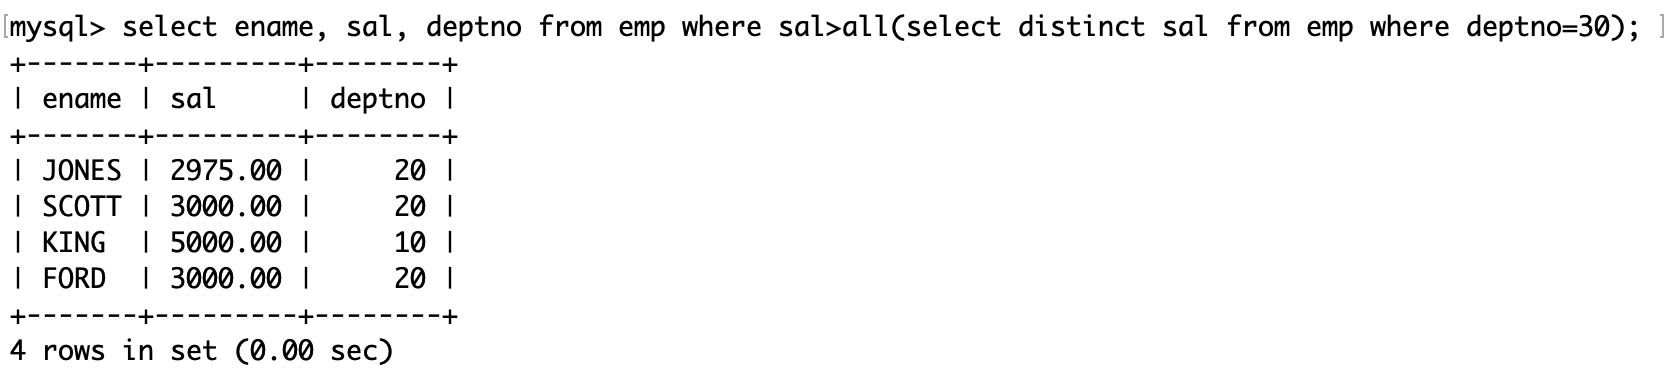 [mysql> select ename, sal, deptno from emp where sal>all(select distinct sal from emp where deptno=30); ]
+-------+---------+--------+
| ename | sal     | deptno |
+-------+---------+--------+
| JONES | 2975.00 |     20 |
| SCOTT | 3000.00 |     20 |
| KING  | 5000.00 |     10 |
| FORD  | 3000.00 |     20 |
+-------+---------+--------+
4 rows in set (0.00 sec)